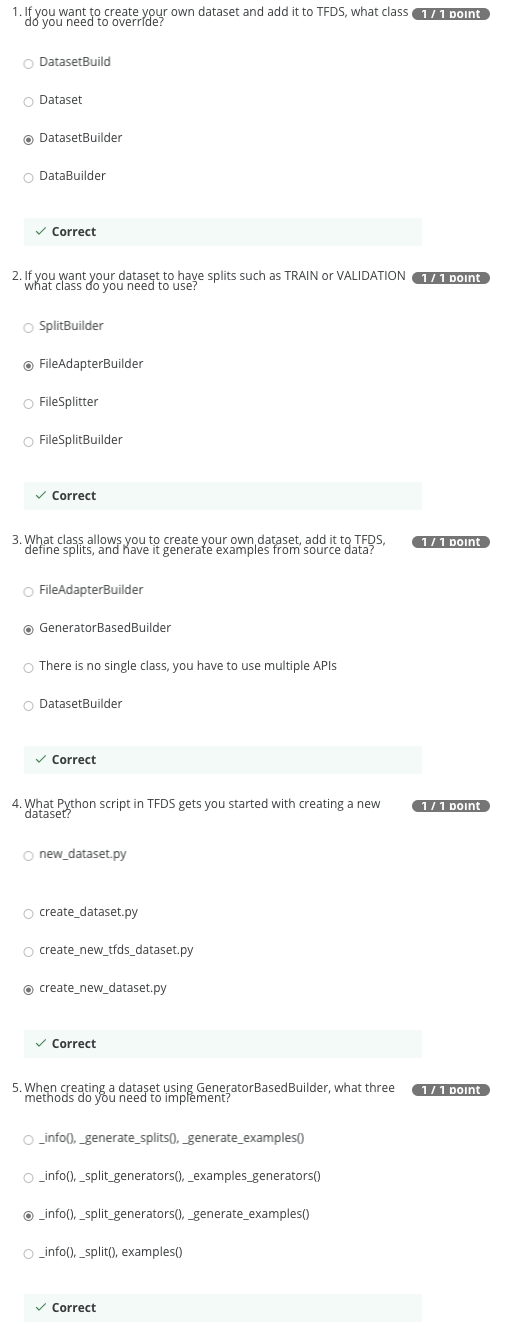 1. If you want to create your own dataset and add it to TFDS, what class
do you need to override?
1 / 1 point
DatasetBuild
Dataset
DatasetBuilder
DataBuilder
Correct
2. If you want your dataset to have splits such as TRAIN or VALIDATION
what class do you need to use?
1 / 1 point
SplitBuilder
FileAdapterBuilder
FileSplitter
FileSplitBuilder
Correct
3. What class allows you to create your own dataset, add it to TFDS,
define splits, and have it generate examples from source data?
1 / 1 point
FileAdapterBuilder
GeneratorBasedBuilder
There is no single class, you have to use multiple APIs
DatasetBuilder
Correct
4. What Python script in TFDS gets you started with creating a new
dataset?
1 / 1 point
new_dataset.py
create_dataset.py
create_new_tfds_dataset.py
create_new_dataset.py
Correct
5. When creating a dataset using GeneratorBasedBuilder, what three
methods do you need to implement?
1 / 1 point
_info(), _generate_splits(), _generate_examples()
_info(), _split_generators(), _examples_generators()
_info(), _split_generators(), _generate_examples()
_info(), _split(), examples()
Correct